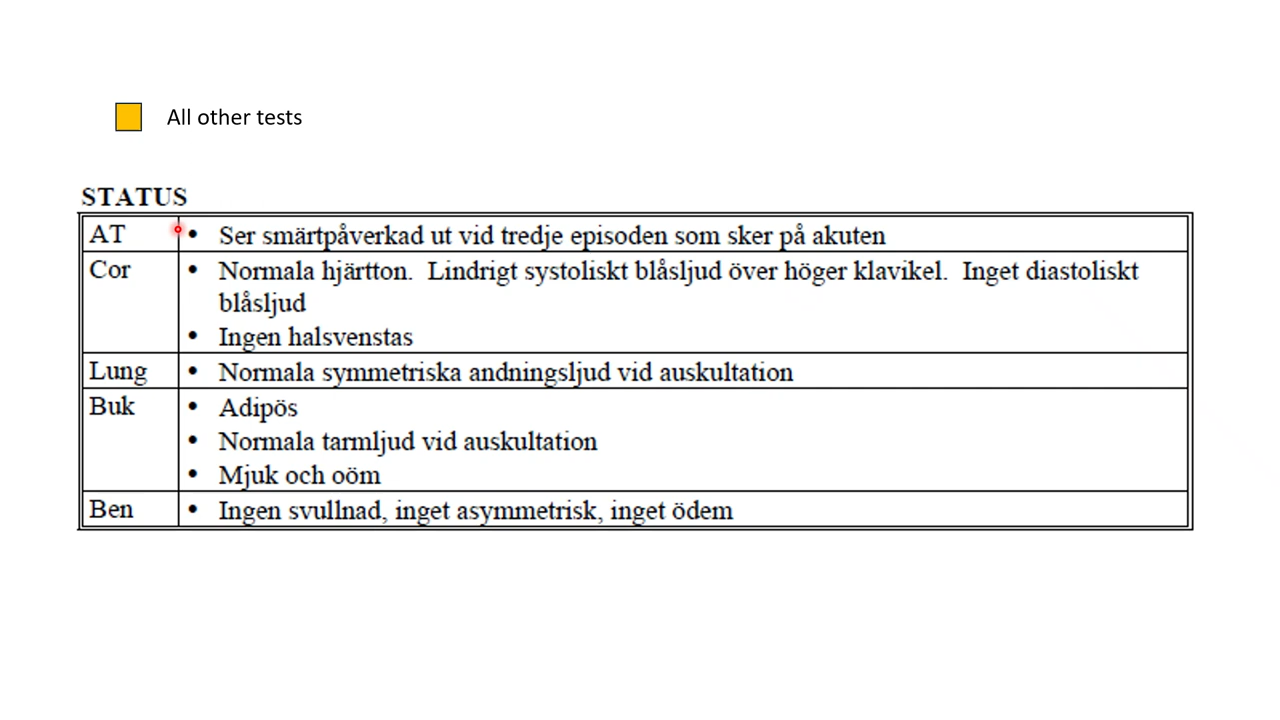 All other tests
STATUS
AT • Ser smärtpåverkad ut vid tredje episoden som sker på akuten
Cor • Normala hjärtton. Lindrigt systoliskt blåsljud över höger klavikel. Inget diastoliskt
blåsljud
• Ingen halsvenstas
Lung • Normala symmetriska andningsljud vid auskultation
Buk • Adipös
• Normala tarmljud vid auskultation
• Mjuk och oöm
Ben • Ingen svullnad, inget asymmetrisk, inget ödem